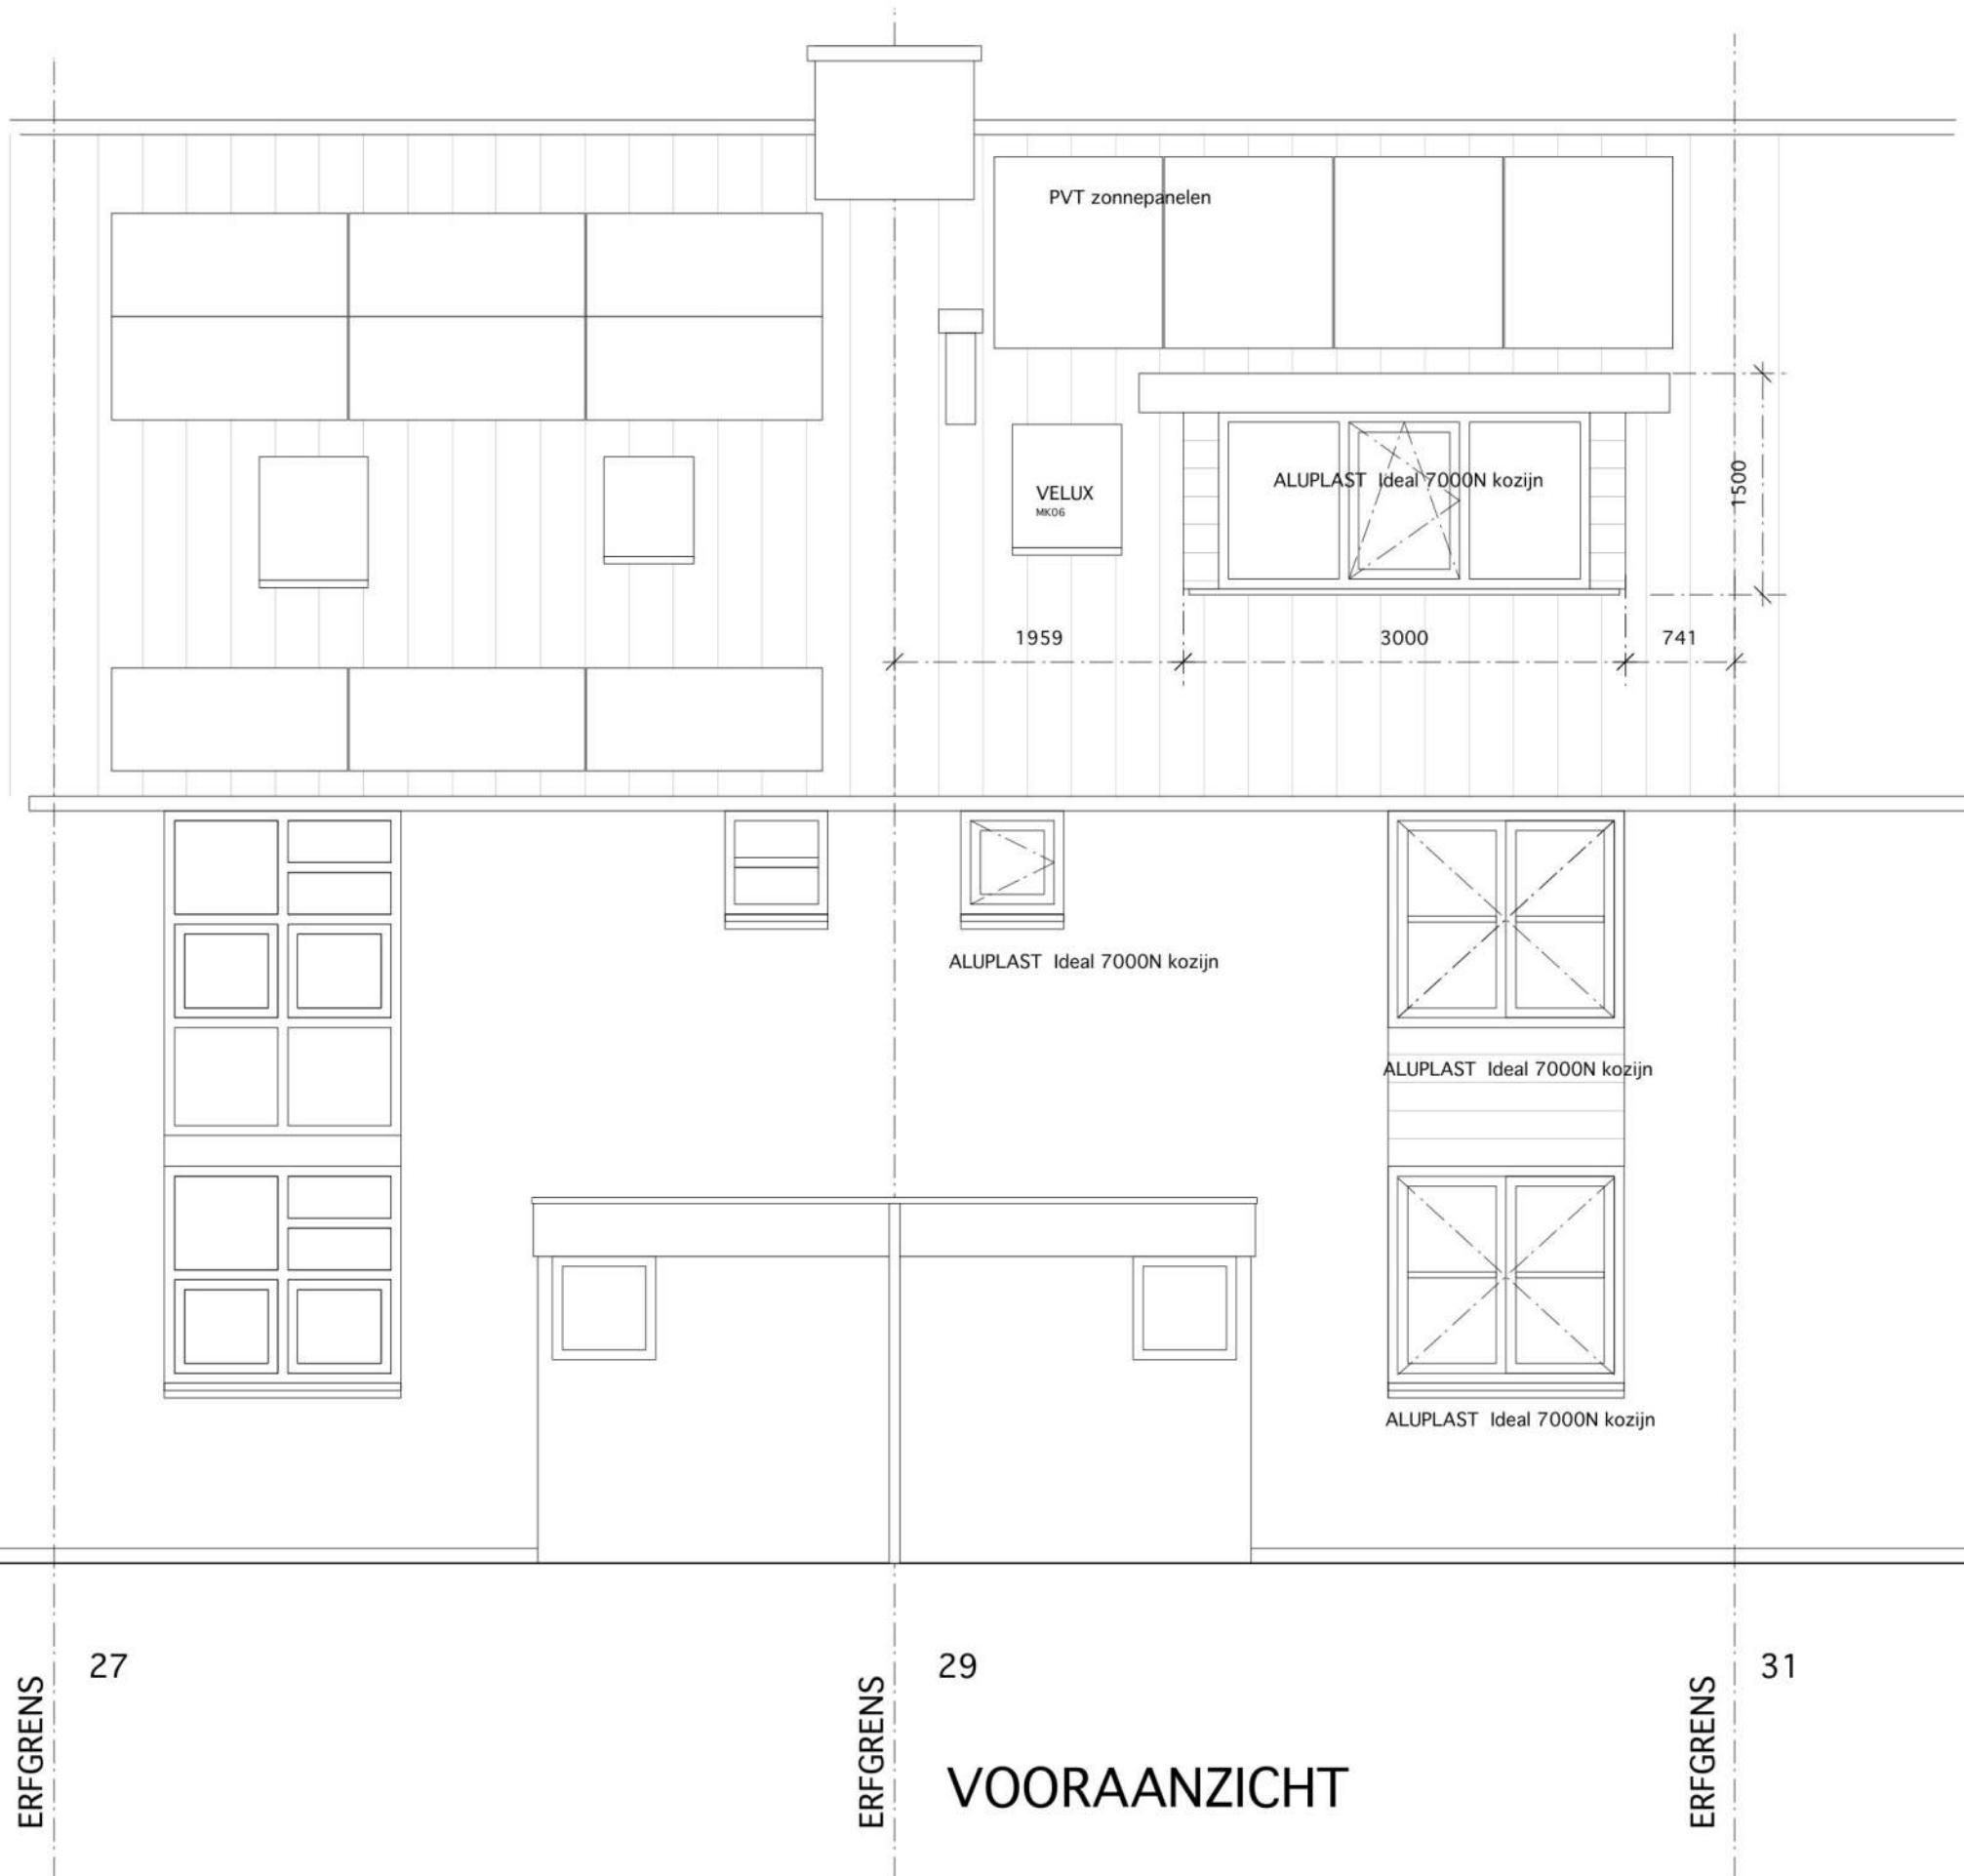 PVT zonnepanelen
ALUPLAST Ideal 7000N kozijn
VELUX
MK06
1500
1959
3000
741
ALUPLAST Ideal 7000N kozijn
ALUPLAST Ideal 7000N kozijn
ALUPLAST Ideal 7000N kozijn
27
29
31
ERFGRENS
ERFGRENS
ERFGRENS
VOORAANZICHT